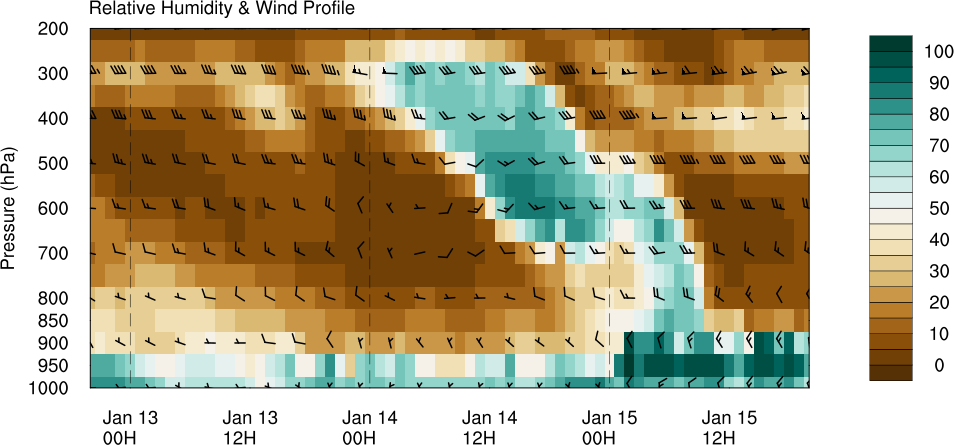 Relative Humidity & Wind Profile
Pressure (hPa)
200
300
400
500
600
700
800
850
900
950
1000
Jan 13 00H
Jan 13 12H
Jan 14 00H
Jan 14 12H
Jan 15 00H
Jan 15 12H
100
90
80
70
60
50
40
30
20
10
0